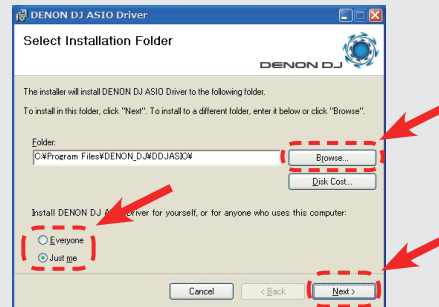 DENON DJ ASIO Driver
Select Installation Folder
DENON DJ
The installer will install DENON DJ ASIO Driver to the following folder.
To install in this folder, click "Next". To install to a different folder, enter it below or click "Browse".
Folder:
C:¥Program Files¥DENON_DJ¥DDJASIO¥
Browse...
Disk Cost...
Install DENON DJ ASIO Driver for yourself, or for anyone who uses this computer:
Everyone
Just me
Cancel
< Back
Next >